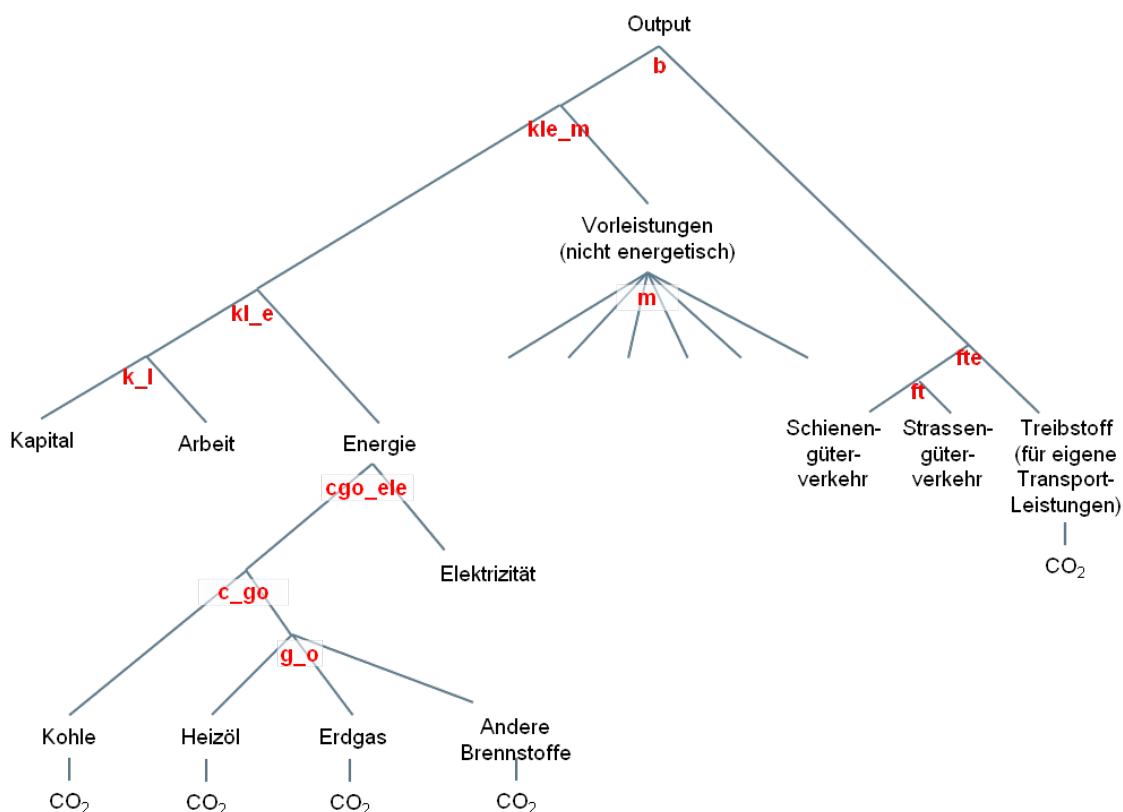 Output
b
kle_m
Vorleistungen
(nicht energetisch)
m
kl_e
k_l
fte
ft
Kapital
Arbeit
Energie
Schienen-
güter-
verkehr
Strassen-
güter-
verkehr
Treibstoff
(für eigene
Transport-
Leistungen)
CO₂
cgo_ele
Elektrizität
c_go
g_o
Kohle
Heizöl
Erdgas
Andere
Brennstoffe
CO₂
CO₂
CO₂
CO₂